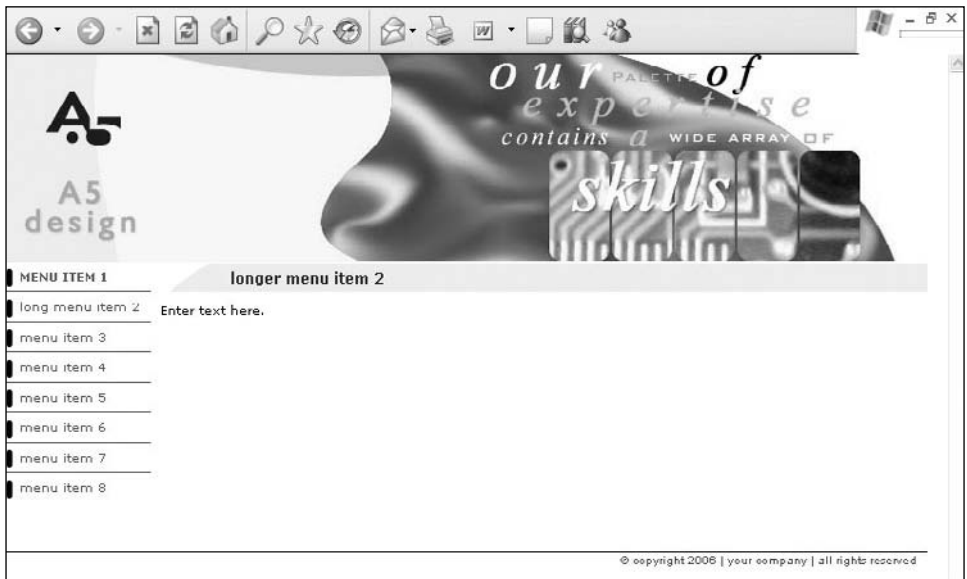 our PALETTE of
expertise
contains a WIDE ARRAY OF
skills
A5
A5
design
MENU ITEM 1
longer menu item 2
long menu item 2
Enter text here.
menu item 3
menu item 4
menu item 5
menu item 6
menu item 7
menu item 8
© copyright 2006 | your company | all rights reserved